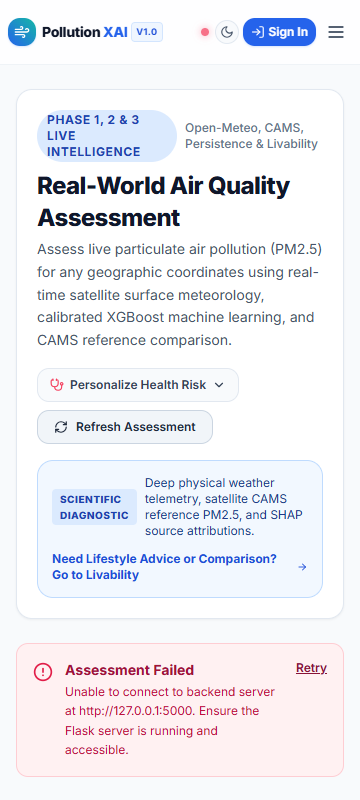 Pollution XAI V1.0 Sign In
PHASE 1, 2 & 3
LIVE
INTELLIGENCE
Open-Meteo, CAMS,
Persistence & Livability
Real-World Air Quality
Assessment
Assess live particulate air pollution (PM2.5)
for any geographic coordinates using real-
time satellite surface meteorology,
calibrated XGBoost machine learning, and
CAMS reference comparison.
Personalize Health Risk
Refresh Assessment
SCIENTIFIC
DIAGNOSTIC
Deep physical weather
telemetry, satellite CAMS
reference PM2.5, and SHAP
source attributions.
Need Lifestyle Advice or Comparison?
Go to Livability →
Assessment Failed
Retry
Unable to connect to backend server
at http://127.0.0.1:5000. Ensure the
Flask server is running and
accessible.